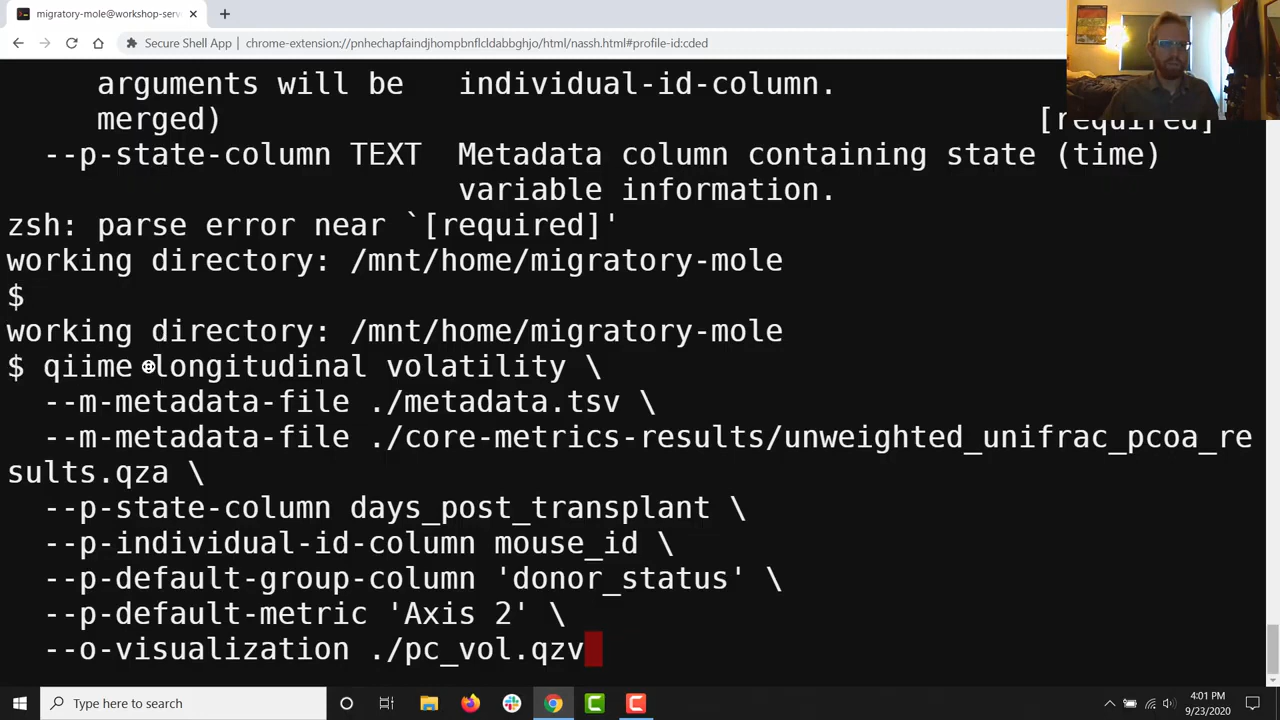 migratory-mole@workshop-serv
Secure Shell App
chrome-extension://pnhechapfaindjhompbnflcldabbghjo/html/nassh.html#profile-id:cded
arguments will be individual-id-column.
merged) [required]
--p-state-column TEXT Metadata column containing state (time)
variable information.
zsh: parse error near `[required]'
working directory: /mnt/home/migratory-mole
$
working directory: /mnt/home/migratory-mole
$ qiime longitudinal volatility \
--m-metadata-file ./metadata.tsv \
--m-metadata-file ./core-metrics-results/unweighted_unifrac_pcoa_re
sults.qza \
--p-state-column days_post_transplant \
--p-individual-id-column mouse_id \
--p-default-group-column 'donor_status' \
--p-default-metric 'Axis 2' \
--o-visualization ./pc_vol.qzv
Type here to search
4:01 PM
9/23/2020